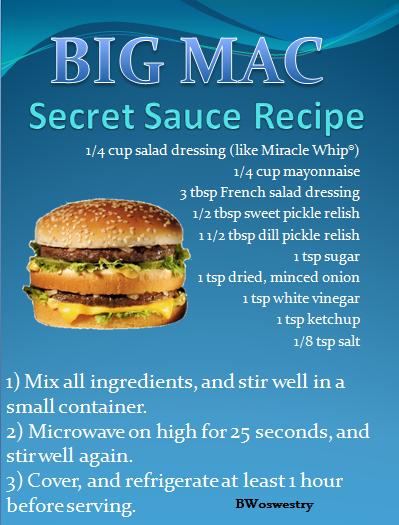 BIG MAC
Secret Sauce Recipe
1/4 cup salad dressing (like Miracle Whip®)
1/4 cup mayonnaise
3 tbsp French salad dressing
1/2 tbsp sweet pickle relish
1 1/2 tbsp dill pickle relish
1 tsp sugar
1 tsp dried, minced onion
1 tsp white vinegar
1 tsp ketchup
1/8 tsp salt
1) Mix all ingredients, and stir well in a
small container.
2) Microwave on high for 25 seconds, and
stir well again.
3) Cover, and refrigerate at least 1 hour
before serving.
BWoswestry